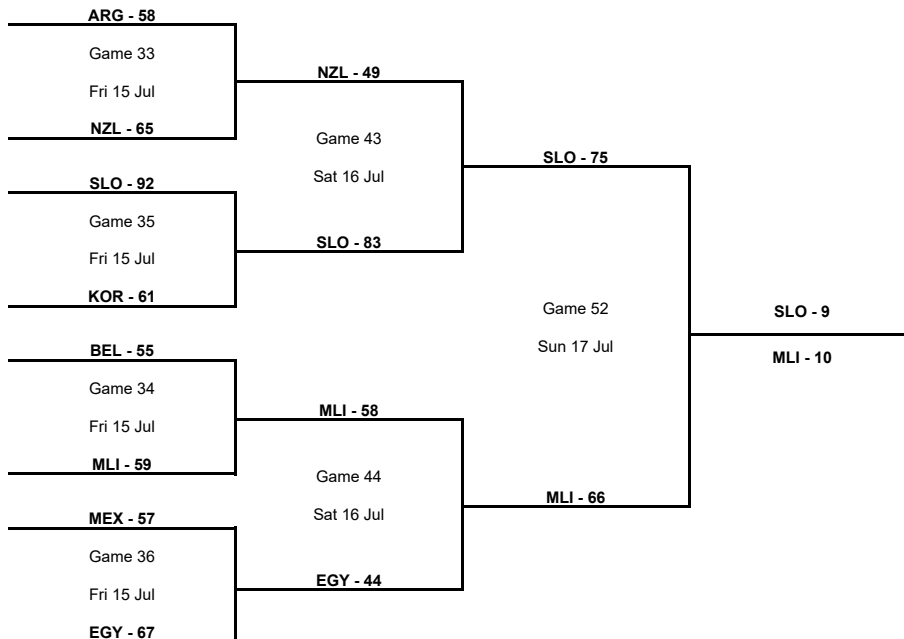 ARG - 58
Game 33
Fri 15 Jul
NZL - 65
SLO - 92
Game 35
Fri 15 Jul
KOR - 61
BEL - 55
Game 34
Fri 15 Jul
MLI - 59
MEX - 57
Game 36
Fri 15 Jul
EGY - 67
NZL - 49
Game 43
Sat 16 Jul
SLO - 83
MLI - 58
Game 44
Sat 16 Jul
EGY - 44
SLO - 75
Game 52
Sun 17 Jul
MLI - 66
SLO - 9
MLI - 10